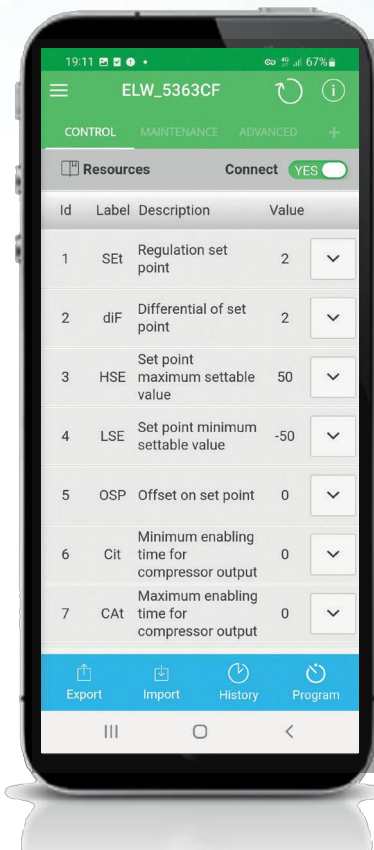 19:11 67%
ELW_5363CF
CONTROL MAINTENANCE ADVANCED +
Resources Connect YES
Id Label Description Value
1 SEt Regulation set
point 2
2 diF Differential of set
point 2
3 HSE Set point
maximum settable
value 50
4 LSE Set point minimum
settable value -50
5 OSP Offset on set point 0
6 Cit Minimum enabling
time for
compressor output 0
7 CAt Maximum enabling
time for
compressor output 0
Export Import History Program